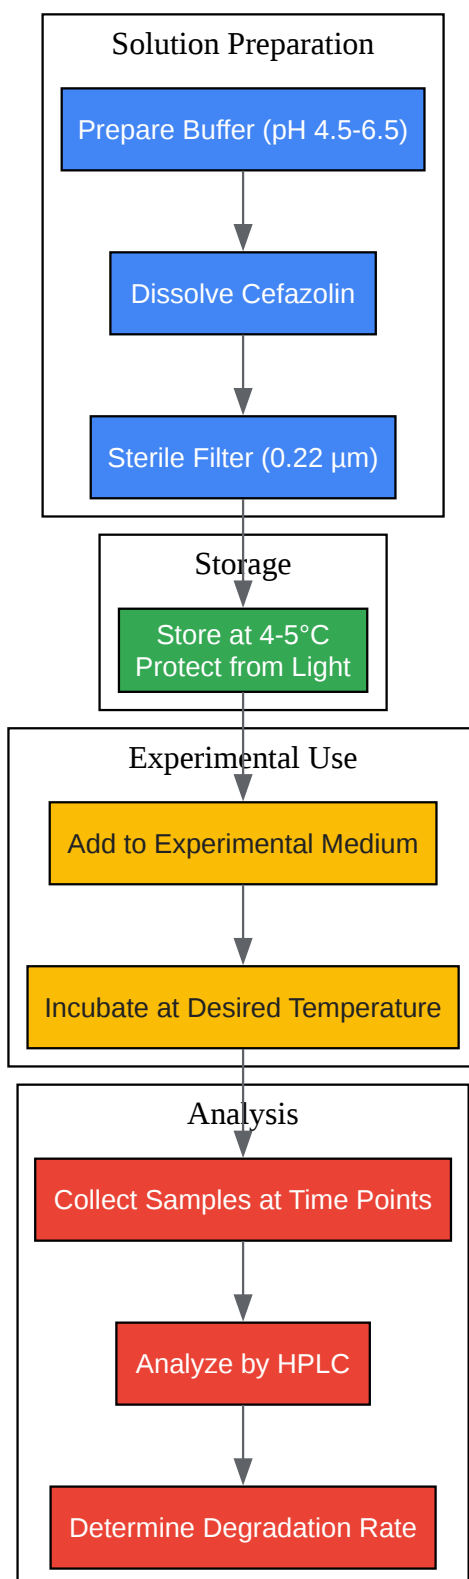 Solution Preparation
Prepare Buffer (pH 4.5-6.5)
Dissolve Cefazolin
Sterile Filter (0.22 µm)
Storage
Store at 4-5°C
Protect from Light
Experimental Use
Add to Experimental Medium
Incubate at Desired Temperature
Analysis
Collect Samples at Time Points
Analyze by HPLC
Determine Degradation Rate